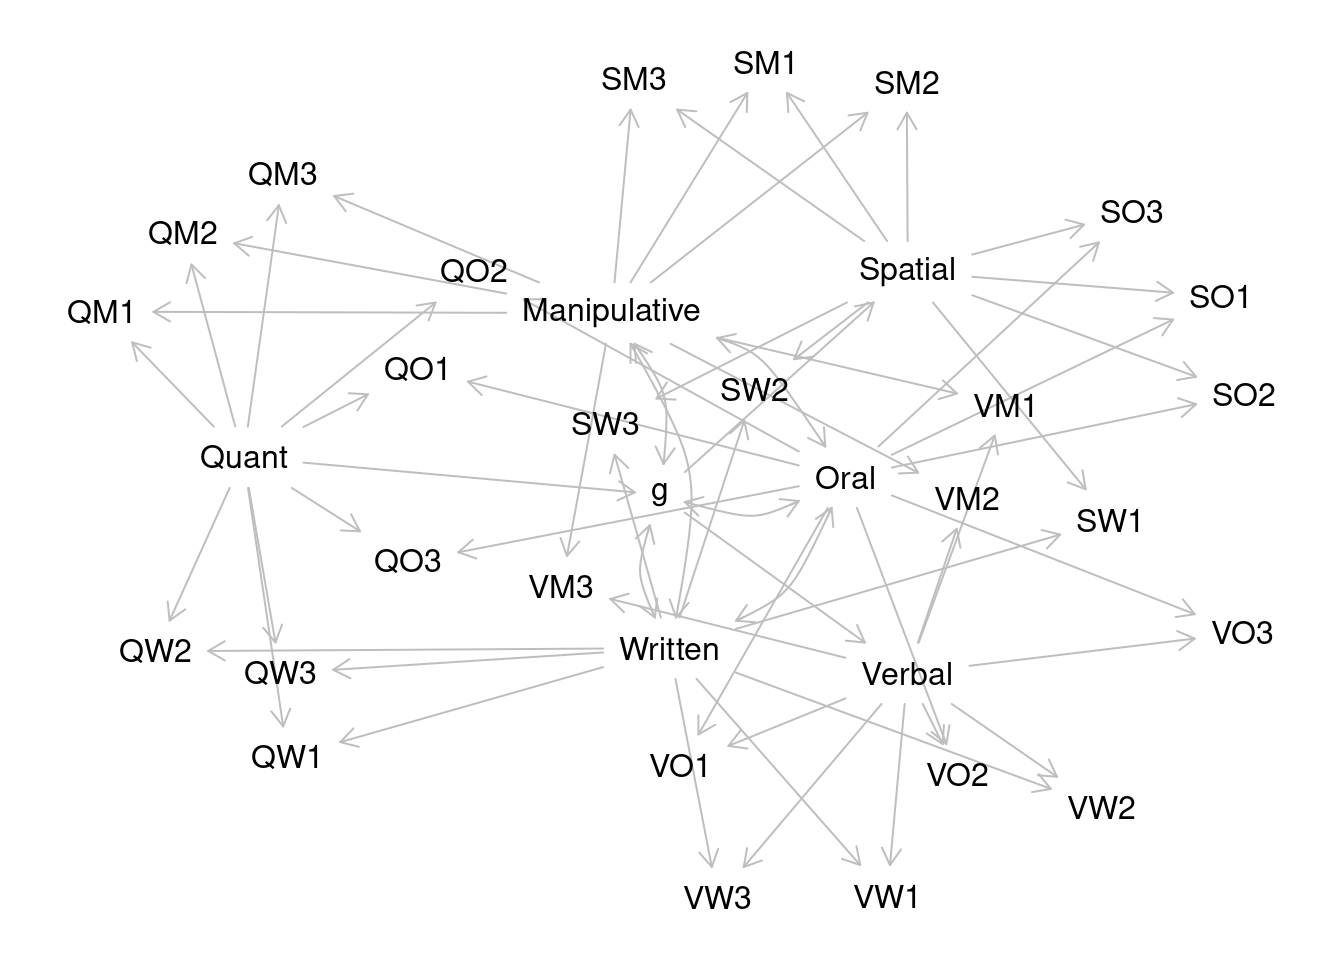 SM1
SM3
SM2
QM3
SO3
QM2
QO2
Spatial
SO1
QM1
Manipulative
QO1
SW2
SO2
VM1
SW3
Quant
Oral
g
VM2
SW1
QO3
VM3
VO3
QW2
Written
QW3
Verbal
QW1
VO1
VO2
VW2
VW3
VW1